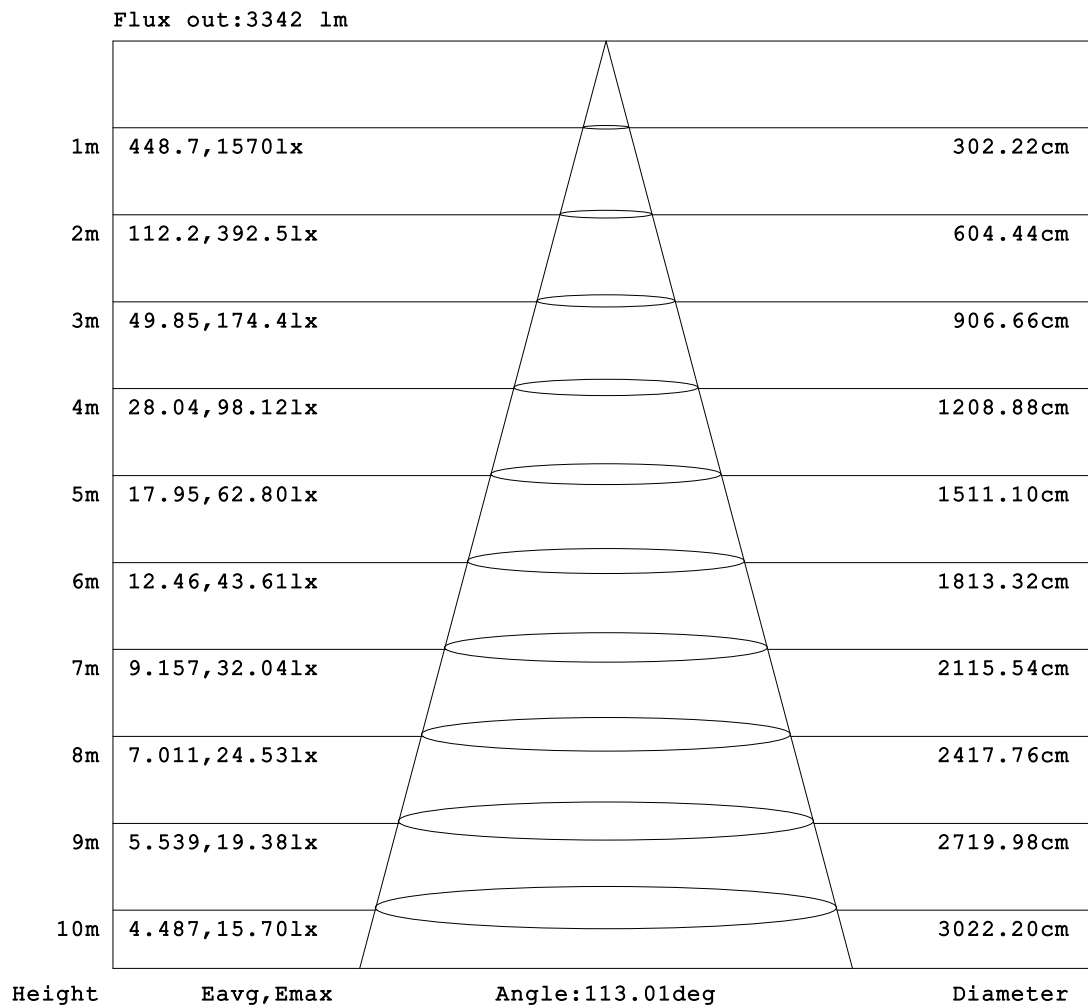 Flux out:3342 lm
1m 448.7,1570lx 302.22cm
2m 112.2,392.5lx 604.44cm
3m 49.85,174.4lx 906.66cm
4m 28.04,98.12lx 1208.88cm
5m 17.95,62.80lx 1511.10cm
6m 12.46,43.61lx 1813.32cm
7m 9.157,32.04lx 2115.54cm
8m 7.011,24.53lx 2417.76cm
9m 5.539,19.38lx 2719.98cm
10m 4.487,15.70lx 3022.20cm
Height Eavg,Emax Angle:113.01deg Diameter